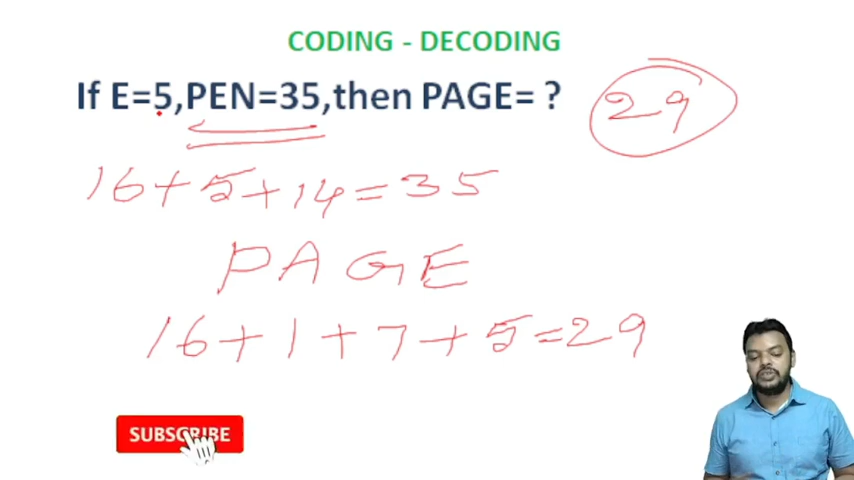 CODING - DECODING
If E=5,PEN=35,then PAGE= ? 29
16+5+14=35
PAGE
16+1+7+5=29
SUBSCRIBE